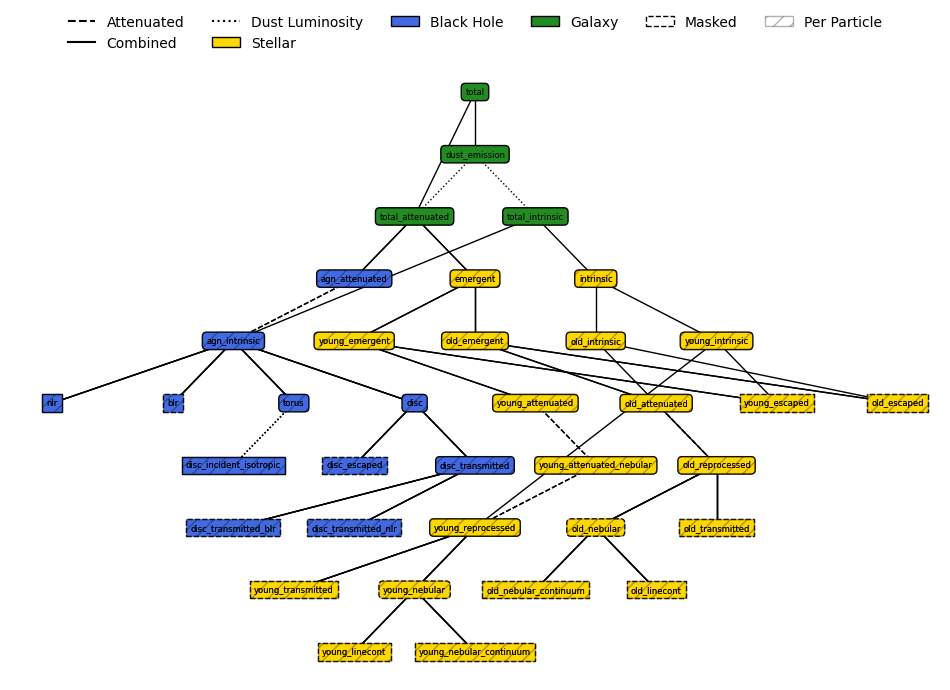 Attenuated Dust Luminosity Black Hole Galaxy Masked Per Particle
Combined Stellar
total
dust_emission
total_attenuated total_intrinsic
agn_attenuated emergent intrinsic
agn_intrinsic young_emergent old_emergent old_intrinsic young_intrinsic
nlr blr torus disc young_attenuated old_attenuated young_escaped old_escaped
disc_incident_isotropic disc_escaped disc_transmitted young_attenuated_nebular old_reprocessed
disc_transmitted_blr disc_transmitted_nlr young_reprocessed old_nebular old_transmitted
young_transmitted young_nebular old_nebular_continuum old_linecont
young_linecont young_nebular_continuum